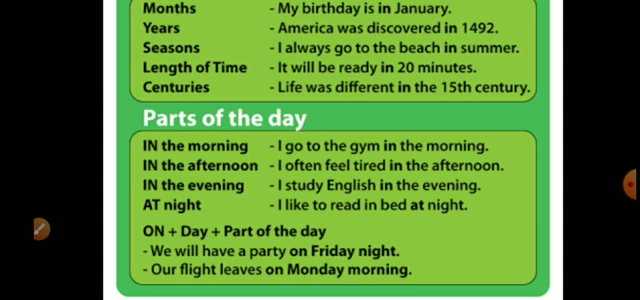 Months - My birthday is in January.
Years - America was discovered in 1492.
Seasons - I always go to the beach in summer.
Length of Time - It will be ready in 20 minutes.
Centuries - Life was different in the 15th century.
Parts of the day
IN the morning - I go to the gym in the morning.
IN the afternoon - I often feel tired in the afternoon.
IN the evening - I study English in the evening.
AT night - I like to read in bed at night.
ON + Day + Part of the day
- We will have a party on Friday night.
- Our flight leaves on Monday morning.